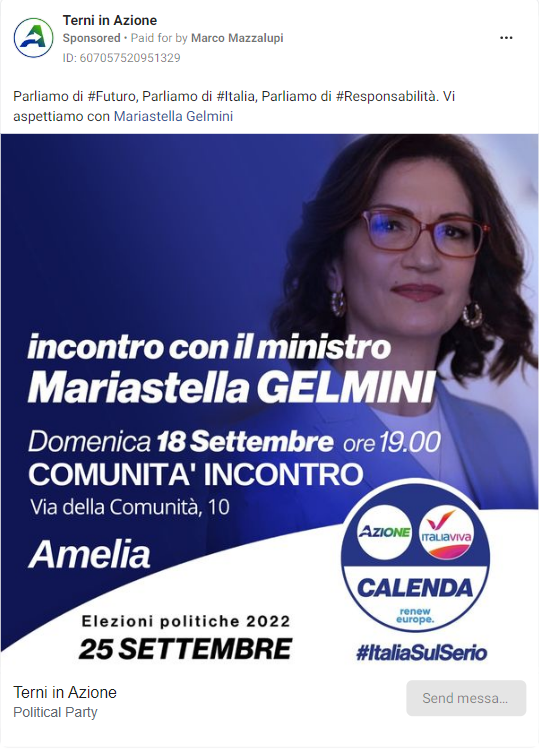 Terni in Azione
Sponsored • Paid for by Marco Mazzalupi
ID: 607057520951329
Parliamo di #Futuro, Parliamo di #Italia, Parliamo di #Responsabilità. Vi
aspettiamo con Mariastella Gelmini
incontro con il ministro
Mariastella GELMINI
Domenica 18 Settembre ore 19.00
COMUNITA' INCONTRO
Via della Comunità, 10
Amelia
AZIONE
ITALIAVIVA
CALENDA
renew
europe.
Elezioni politiche 2022
25 SETTEMBRE
#ItaliaSulSerio
Terni in Azione
Political Party
Send messa...